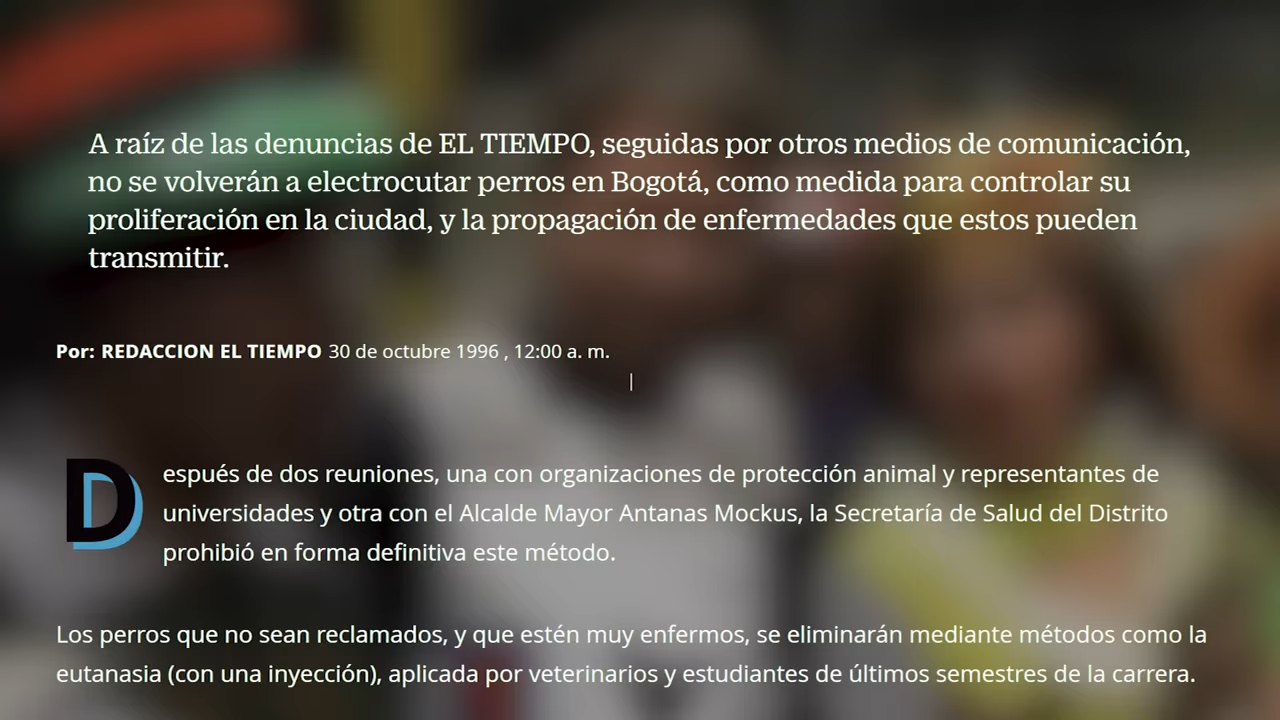 A raíz de las denuncias de EL TIEMPO, seguidas por otros medios de comunicación,
no se volverán a electrocutar perros en Bogotá, como medida para controlar su
proliferación en la ciudad, y la propagación de enfermedades que estos pueden
transmitir.
Por: REDACCION EL TIEMPO 30 de octubre 1996 , 12:00 a. m.
|
Después de dos reuniones, una con organizaciones de protección animal y representantes de
universidades y otra con el Alcalde Mayor Antanas Mockus, la Secretaría de Salud del Distrito
prohibió en forma definitiva este método.
Los perros que no sean reclamados, y que estén muy enfermos, se eliminarán mediante métodos como la
eutanasia (con una inyección), aplicada por veterinarios y estudiantes de últimos semestres de la carrera.